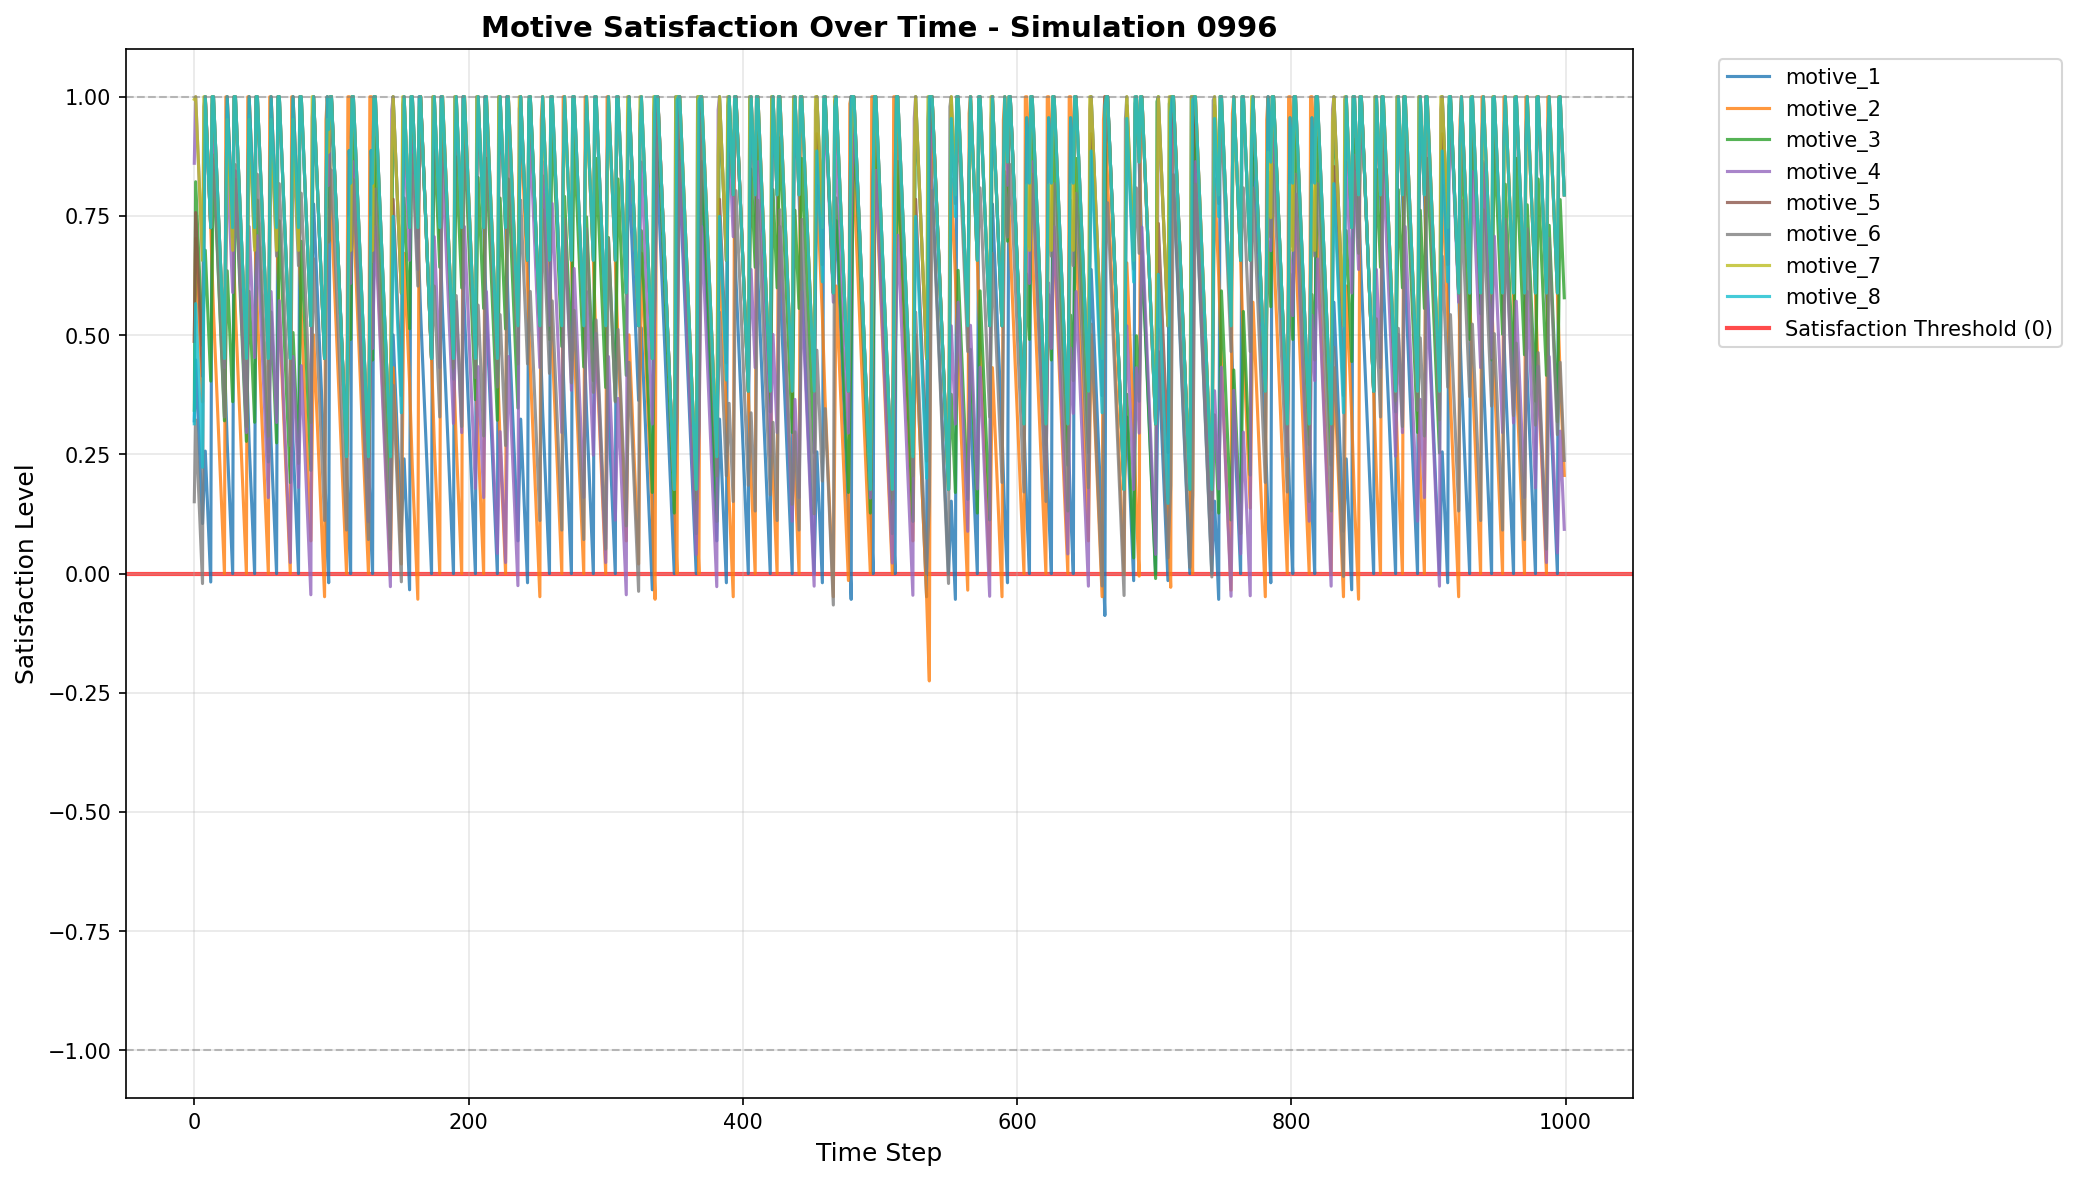 Motive Satisfaction Over Time - Simulation 0996
1.00
0.75
0.50
0.25
0.00
−0.25
−0.50
−0.75
−1.00
Satisfaction Level
0
200
400
600
800
1000
Time Step
motive_1
motive_2
motive_3
motive_4
motive_5
motive_6
motive_7
motive_8
Satisfaction Threshold (0)